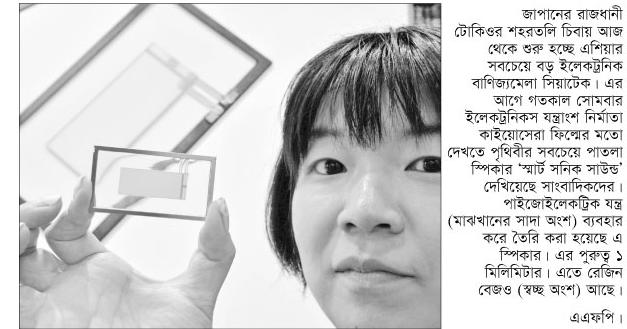 জাপানের রাজধানী
টোকিওর শহরতলি চিবায় আজ
থেকে শুরু হচ্ছে এশিয়ার
সবচেয়ে বড় ইলেকট্রনিক
বাণিজ্যমেলা সিয়াটেক। এর
আগে গতকাল সোমবার
ইলেকট্রনিকস যন্ত্রাংশ নির্মাতা
কাইয়োসেরা ফিল্মের মতো
দেখতে পৃথিবীর সবচেয়ে পাতলা
স্পিকার ‘স্মার্ট সনিক সাউন্ড’
দেখিয়েছে সাংবাদিকদের।
পাইজোইলেকট্রিক যন্ত্র
(মাঝখানের সাদা অংশ) ব্যবহার
করে তৈরি করা হয়েছে এ
স্পিকার। এর পুরুত্ব ১
মিলিমিটার। এতে রেজিন
বেজও (স্বচ্ছ অংশ) আছে।
এএফপি।